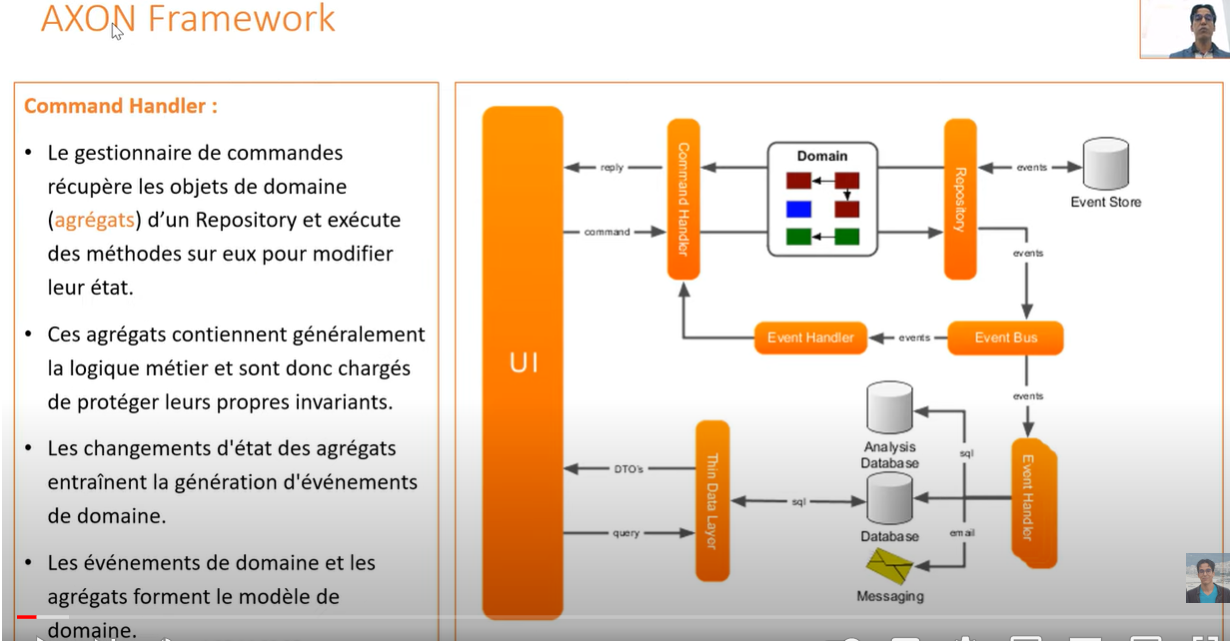 AXON Framework
Command Handler :
• Le gestionnaire de commandes
récupère les objets de domaine
(agrégats) d’un Repository et exécute
des méthodes sur eux pour modifier
leur état.
• Ces agrégats contiennent généralement
la logique métier et sont donc chargés
de protéger leurs propres invariants.
• Les changements d'état des agrégats
entraînent la génération d'événements
de domaine.
• Les événements de domaine et les
agrégats forment le modèle de
domaine.
UI
reply
command
Command Handler
Domain
Repository
events
Event Store
events
Event Handler
events
Event Bus
events
Analysis
Database
sql
DTO's
query
Thin Data Layer
sql
Database
email
Messaging
Event Handlor